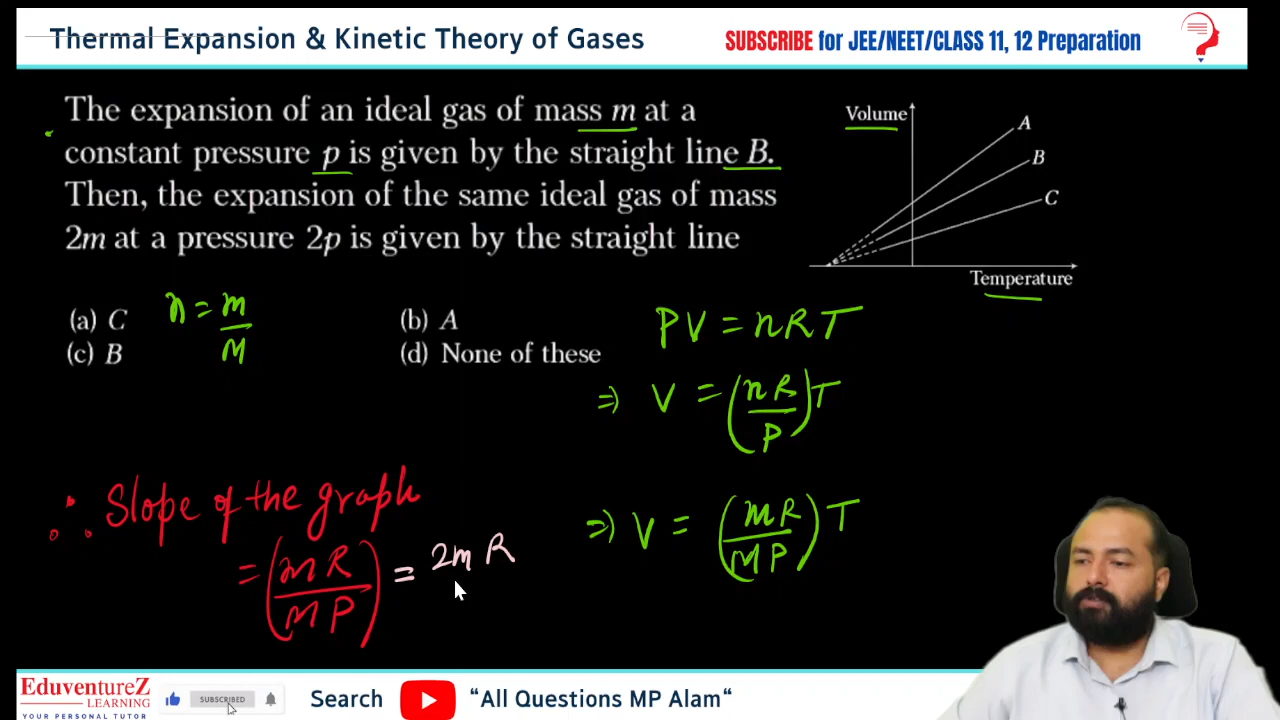 Thermal Expansion & Kinetic Theory of Gases
SUBSCRIBE for JEE/NEET/CLASS 11, 12 Preparation
The expansion of an ideal gas of mass m at a
constant pressure p is given by the straight line B.
Then, the expansion of the same ideal gas of mass
2m at a pressure 2p is given by the straight line
Volume
A
B
C
Temperature
(a) C
(b) A
(c) B
(d) None of these
n = m/M
PV = nRT
⇒ V = (nR/P)T
⇒ V = (mR/MP)T
∴ Slope of the graph
= (mR/MP) = 2mR
EduventureZ
LEARNING
YOUR PERSONAL TUTOR
SUBSCRIBED
Search
"All Questions MP Alam"